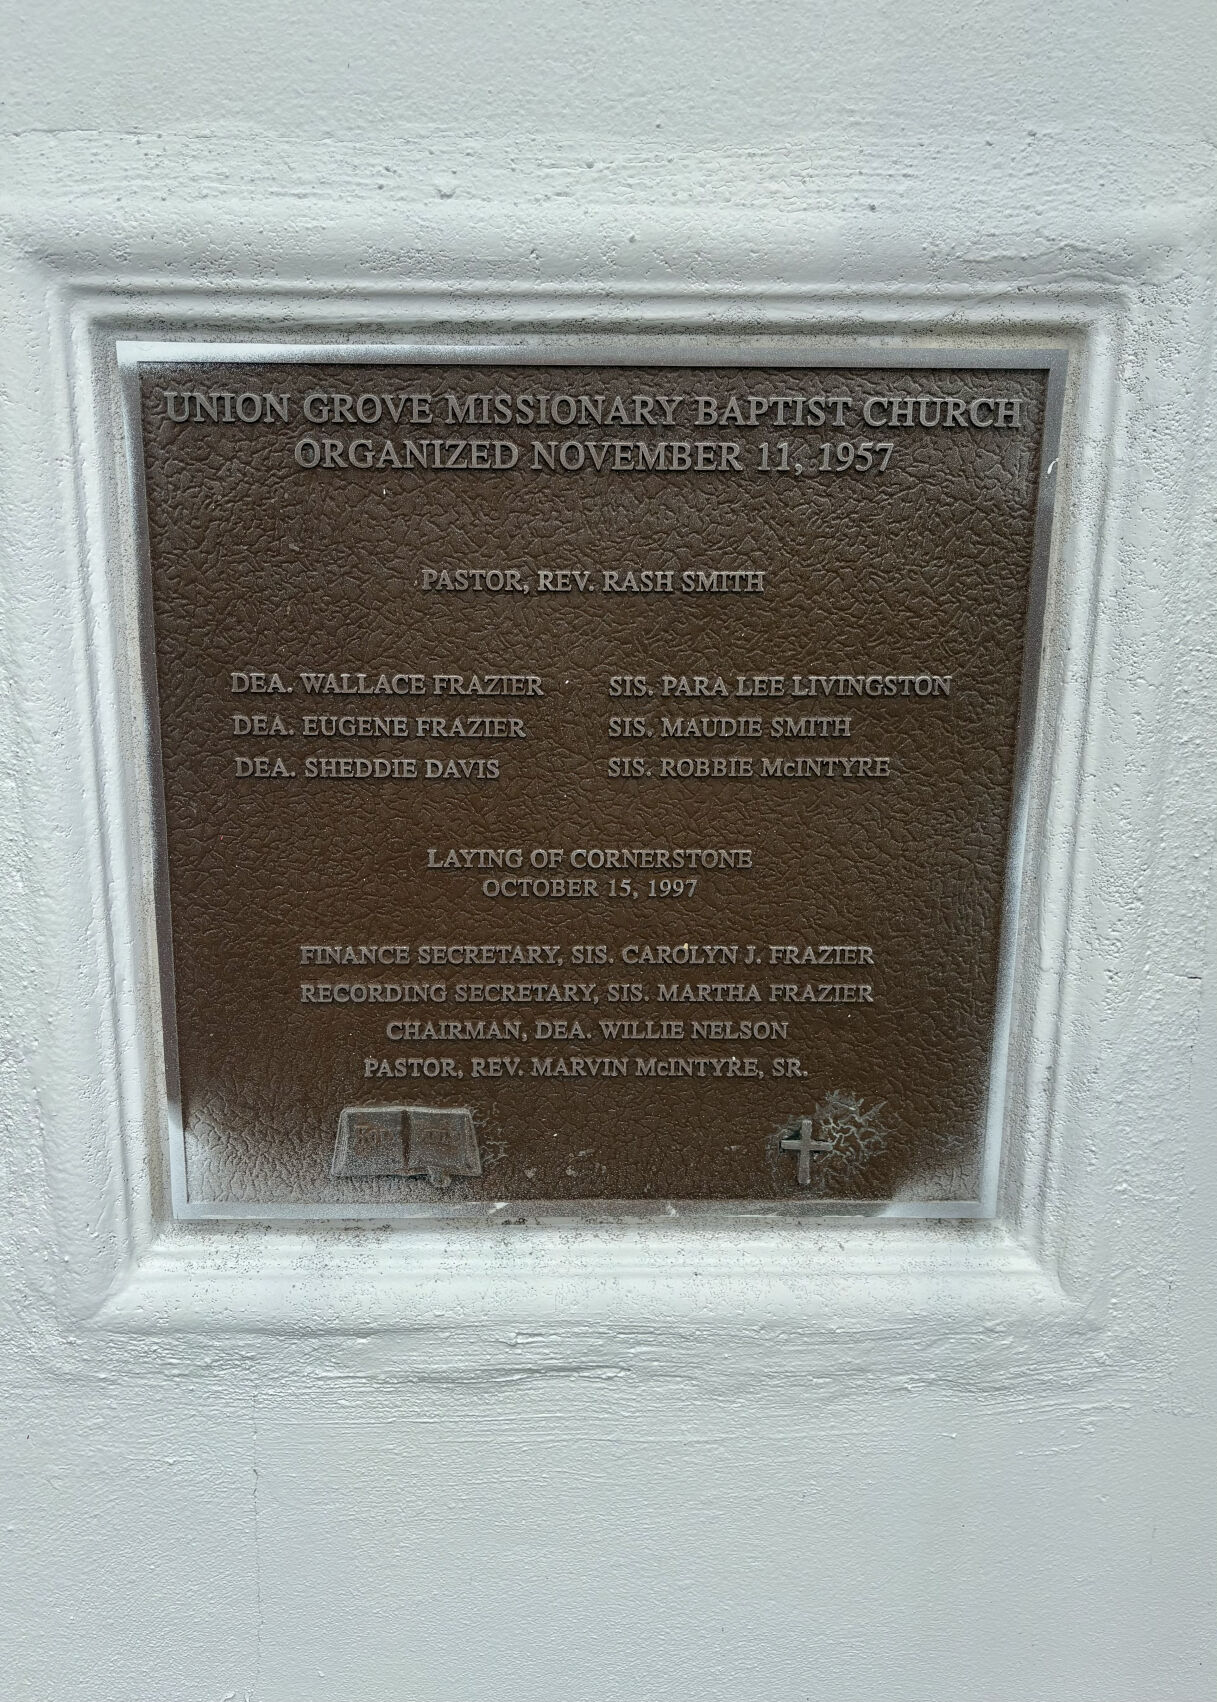 UNION GROVE MISSIONARY BAPTIST CHURCH
ORGANIZED NOVEMBER 11, 1957
PASTOR, REV. RASH SMITH
DEA. WALLACE FRAZIER SIS. PARA LEE LIVINGSTON
DEA. EUGENE FRAZIER SIS. MAUDIE SMITH
DEA. SHEDDIE DAVIS SIS. ROBBIE McINTYRE
LAYING OF CORNERSTONE
OCTOBER 15, 1997
FINANCE SECRETARY, SIS. CAROLYN J. FRAZIER
RECORDING SECRETARY, SIS. MARTHA FRAZIER
CHAIRMAN, DEA. WILLIE NELSON
PASTOR, REV. MARVIN McINTYRE, SR.